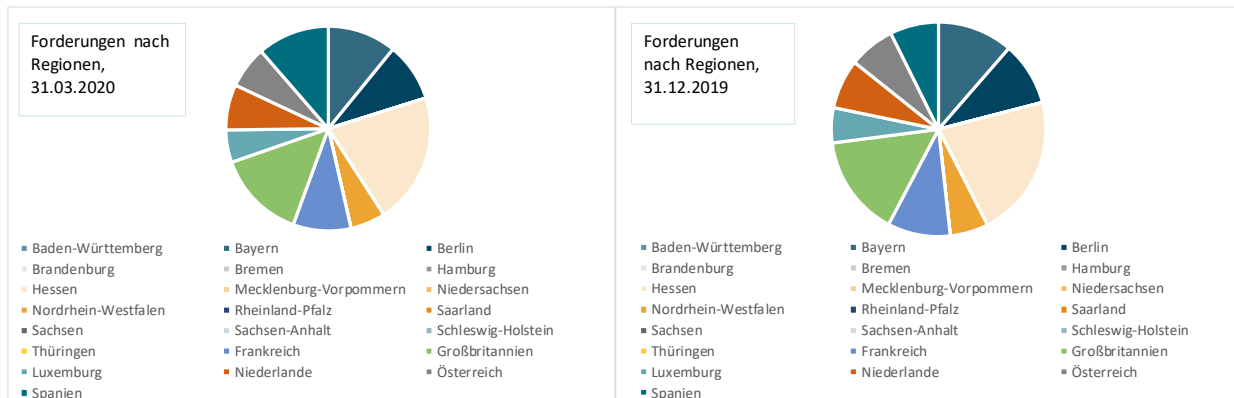 Forderungen nach
Regionen,
31.03.2020
Baden-Württemberg
Bayern
Berlin
Brandenburg
Bremen
Hamburg
Hessen
Mecklenburg-Vorpommern
Niedersachsen
Nordrhein-Westfalen
Rheinland-Pfalz
Saarland
Sachsen
Sachsen-Anhalt
Schleswig-Holstein
Thüringen
Frankreich
Großbritannien
Luxemburg
Niederlande
Österreich
Spanien
Forderungen
nach Regionen,
31.12.2019
Baden-Württemberg
Bayern
Berlin
Brandenburg
Bremen
Hamburg
Hessen
Mecklenburg-Vorpommern
Niedersachsen
Nordrhein-Westfalen
Rheinland-Pfalz
Saarland
Sachsen
Sachsen-Anhalt
Schleswig-Holstein
Thüringen
Frankreich
Großbritannien
Luxemburg
Niederlande
Österreich
Spanien